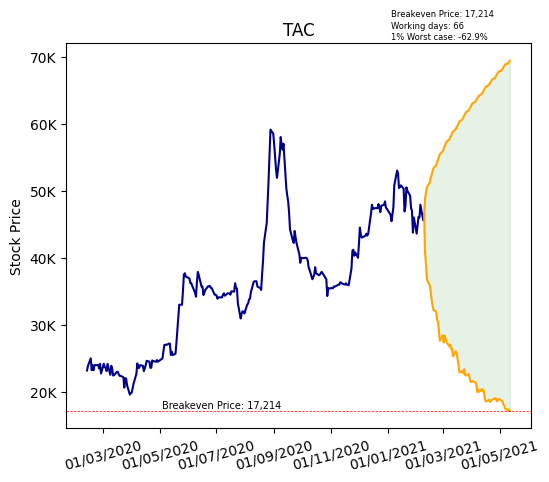 Breakeven Price: 17,214
Working days: 66
1% Worst case: -62.9%
TAC
70K
60K
50K
40K
30K
20K
Stock Price
Breakeven Price: 17,214
01/03/2020 01/05/2020 01/07/2020 01/09/2020 01/11/2020 01/01/2021 01/03/2021 01/05/2021